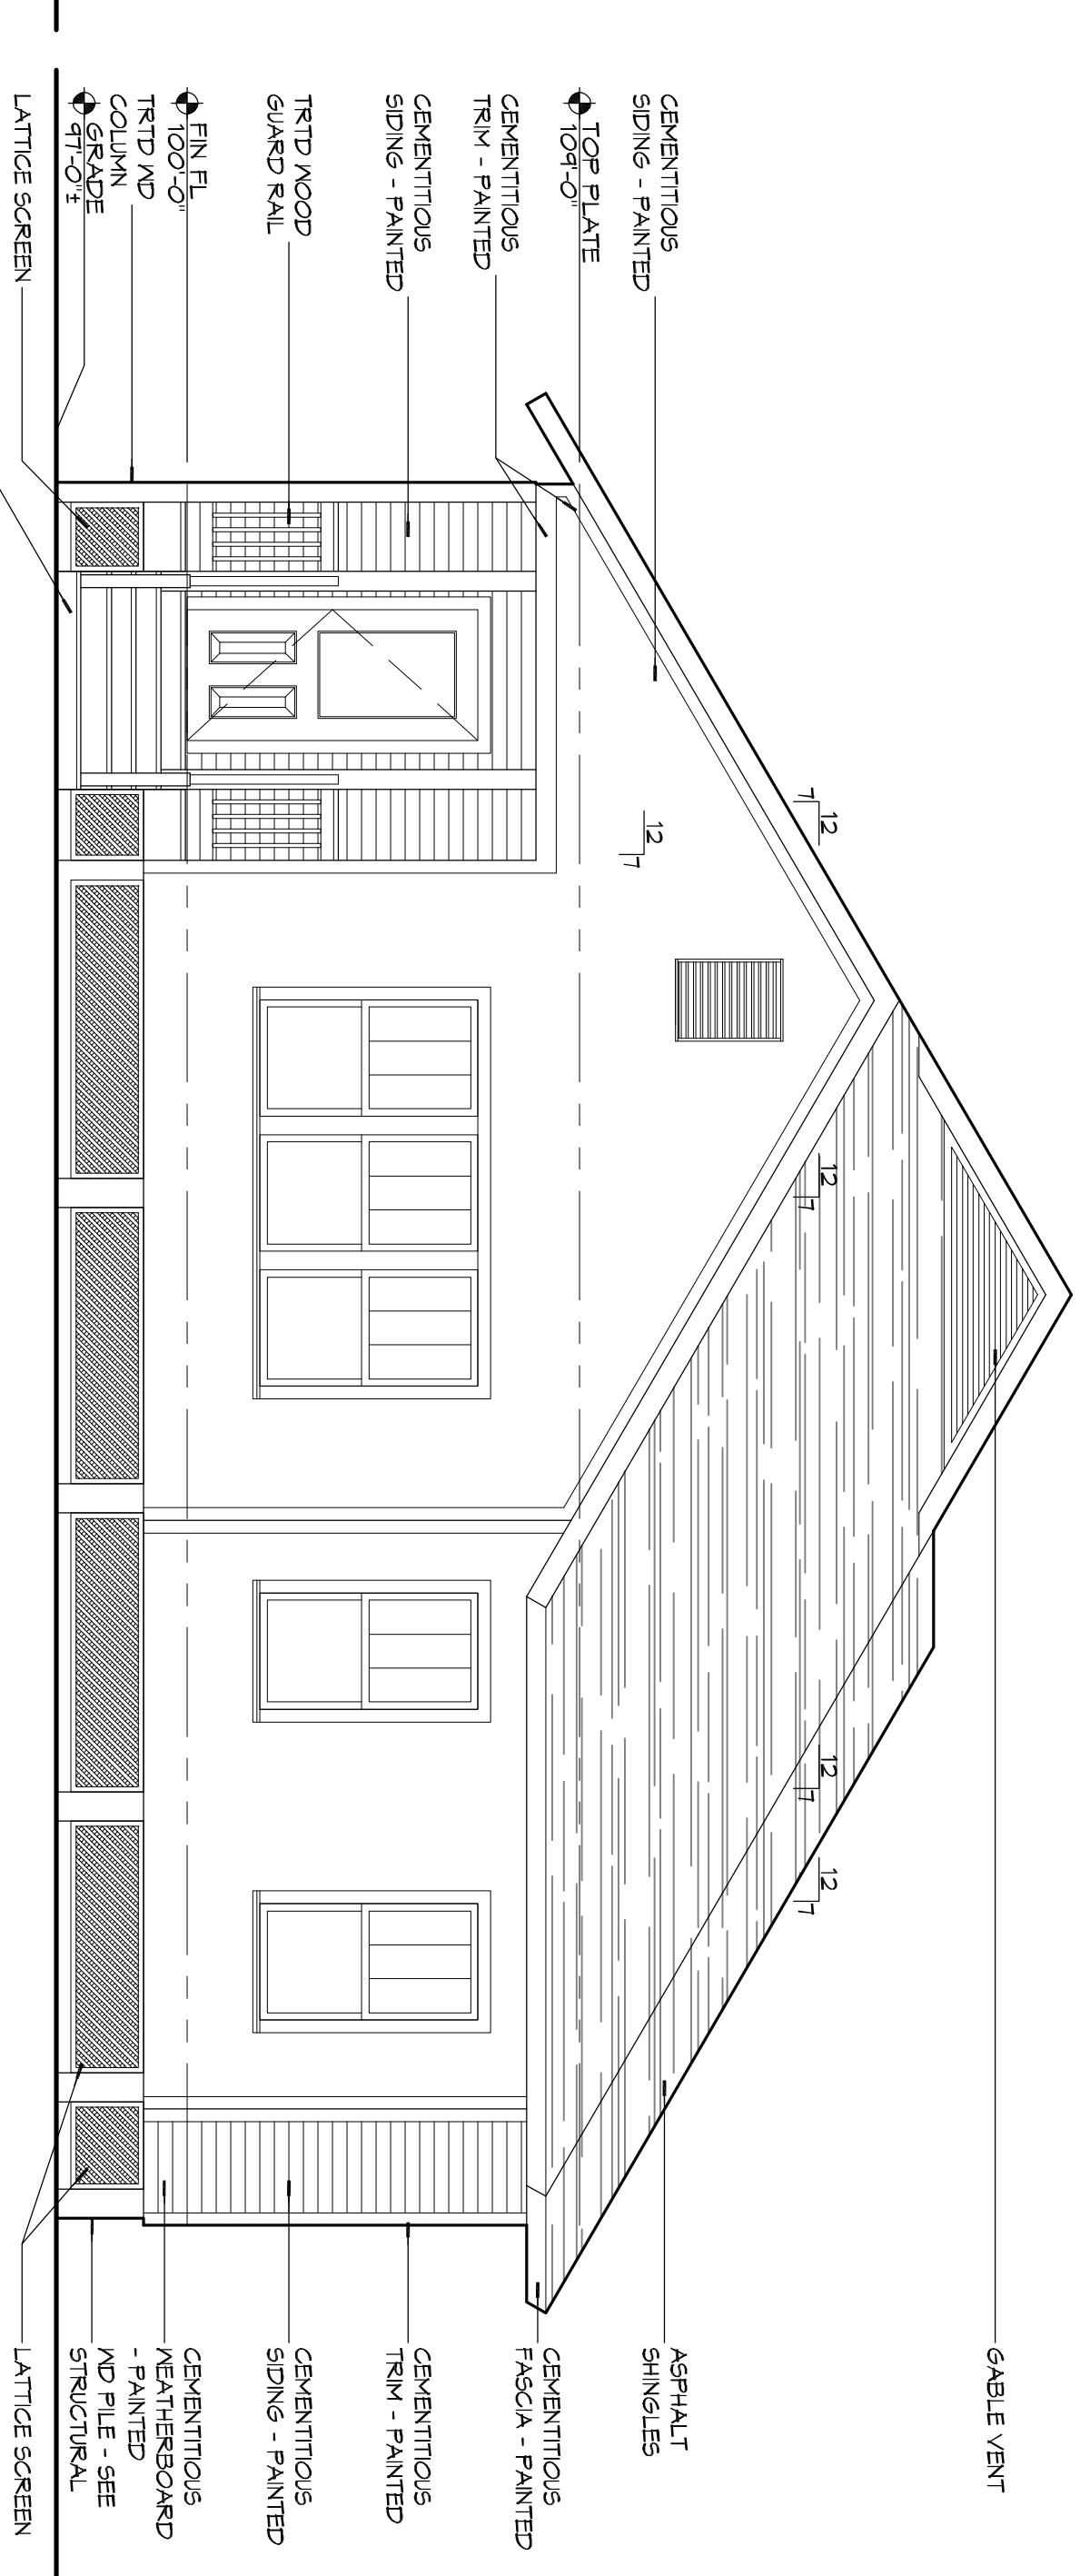 CEMENTITIOUS
SIDING - PAINTED
TOP PLATE
109'-0"
CEMENTITIOUS
TRIM - PAINTED
CEMENTITIOUS
SIDING - PAINTED
TRTD WOOD
GUARD RAIL
FIN FL
100'-0"
TRTD WD
COLUMN
GRADE
97'-0"±
LATTICE SCREEN
12
7
12
7
12
7
12
7
12
7
GABLE VENT
ASPHALT
SHINGLES
CEMENTITIOUS
FASCIA - PAINTED
CEMENTITIOUS
TRIM - PAINTED
CEMENTITIOUS
SIDING - PAINTED
CEMENTITIOUS
WEATHERBOARD
- PAINTED
WD PILE - SEE
STRUCTURAL
LATTICE SCREEN